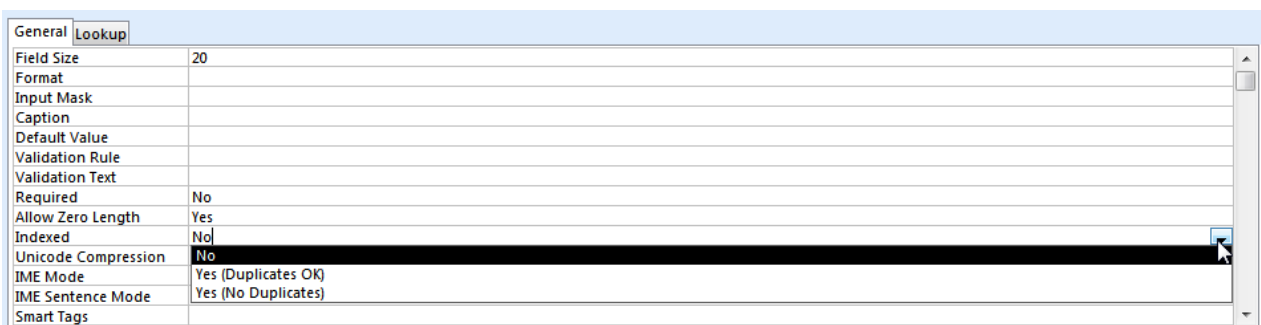 General Lookup
Field Size 20
Format
Input Mask
Caption
Default Value
Validation Rule
Validation Text
Required No
Allow Zero Length Yes
Indexed No
Unicode Compression No
IME Mode Yes (Duplicates OK)
IME Sentence Mode Yes (No Duplicates)
Smart Tags